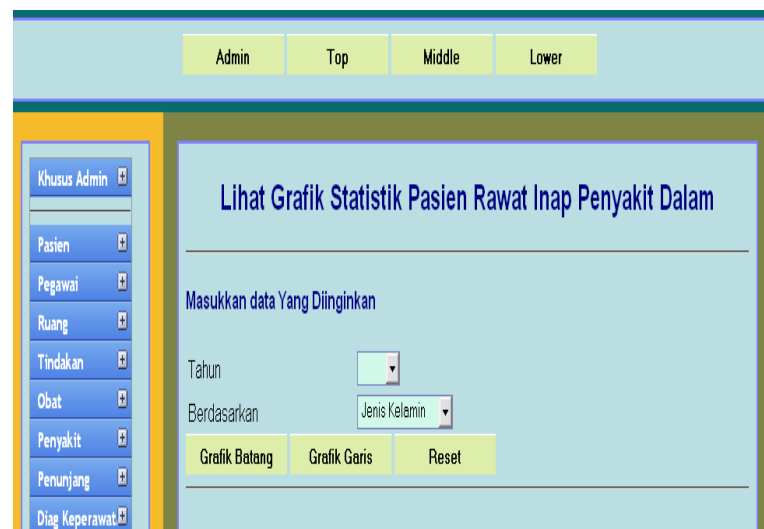 Admin Top Middle Lower
Khusus Admin
Pasien
Pegawai
Ruang
Tindakan
Obat
Penyakit
Penunjang
Diag Keperawat
Lihat Grafik Statistik Pasien Rawat Inap Penyakit Dalam
Masukkan data Yang Diinginkan
Tahun
Berdasarkan Jenis Kelamin
Grafik Batang Grafik Garis Reset